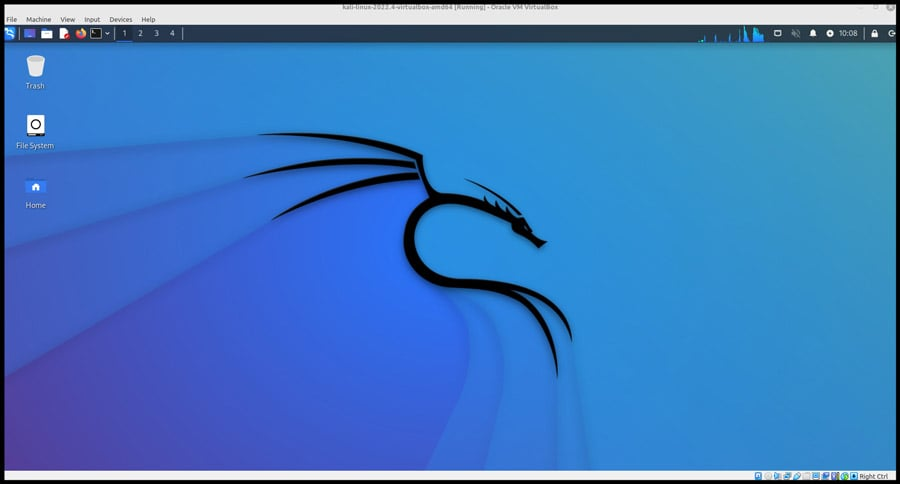 kali-linux-2022.4-virtualbox-amd64 [Running] - Oracle VM VirtualBox
File Machine View Input Devices Help
1 2 3 4 10:08
Trash
File System
Home
Right Ctrl